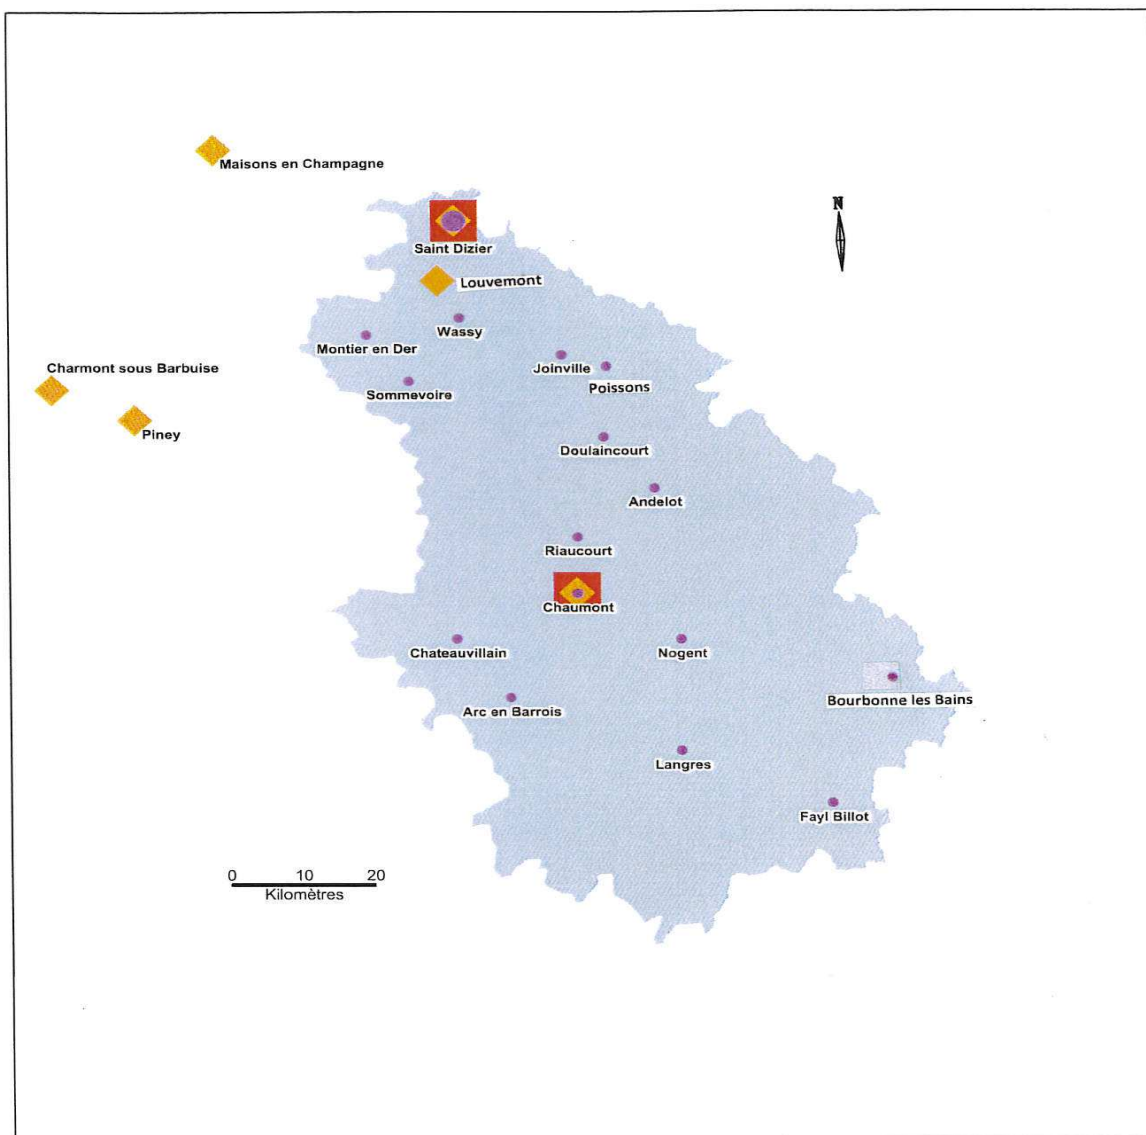 Maisons en Champagne
N
Saint Dizier
Louvemont
Wassy
Montier en Der
Joinville
Charmont sous Barbuise
Poissons
Sommevoire
Piney
Doulaincourt
Andelot
Riaucourt
Chaumont
Chateauvillain
Nogent
Bourbonne les Bains
Arc en Barrois
Langres
Fayl Billot
0 10 20
Kilomètres